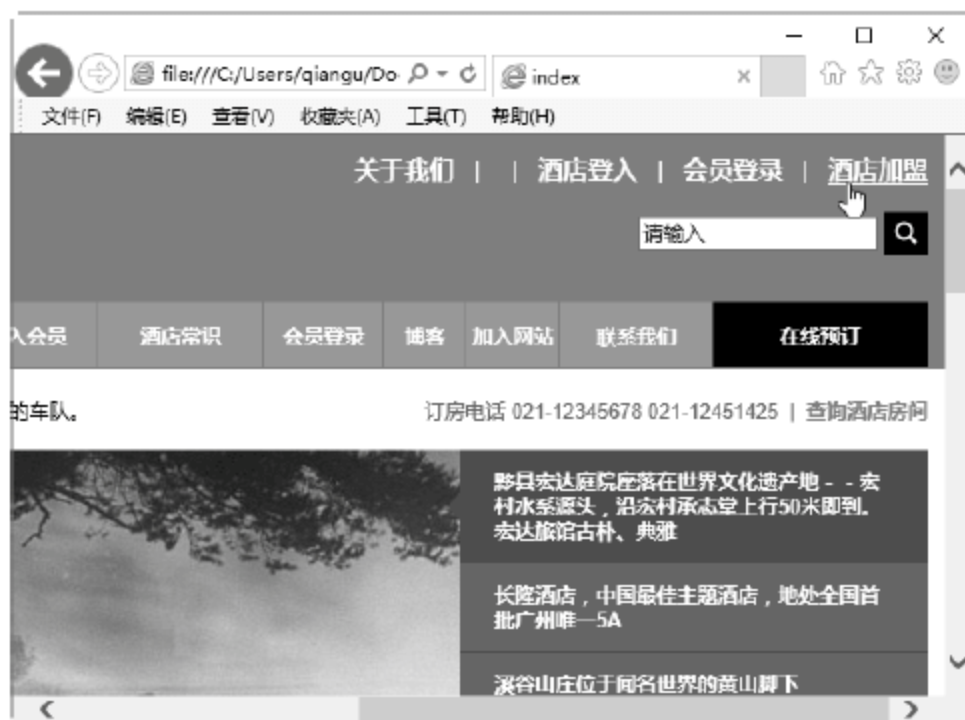 file:///C:/Users/qiangu/Do index
文件(F) 编辑(E) 查看(V) 收藏夹(A) 工具(T) 帮助(H)
关于我们 | | 酒店登入 | 会员登录 | 酒店加盟
请输入
入会员 酒店常识 会员登录 博客 加入网站 联系我们 在线预订
的车队。 订房电话 021-12345678 021-12451425 | 查询酒店房间
黟县宏达庭院座落在世界文化遗产地 - - 宏
村水系源头，沿宏村承志堂上行50米即到。
宏达旅馆古朴、典雅
长隆酒店，中国最佳主题酒店，地处全国首
批广州唯一5A
溪谷山庄位于闻名世界的黄山脚下